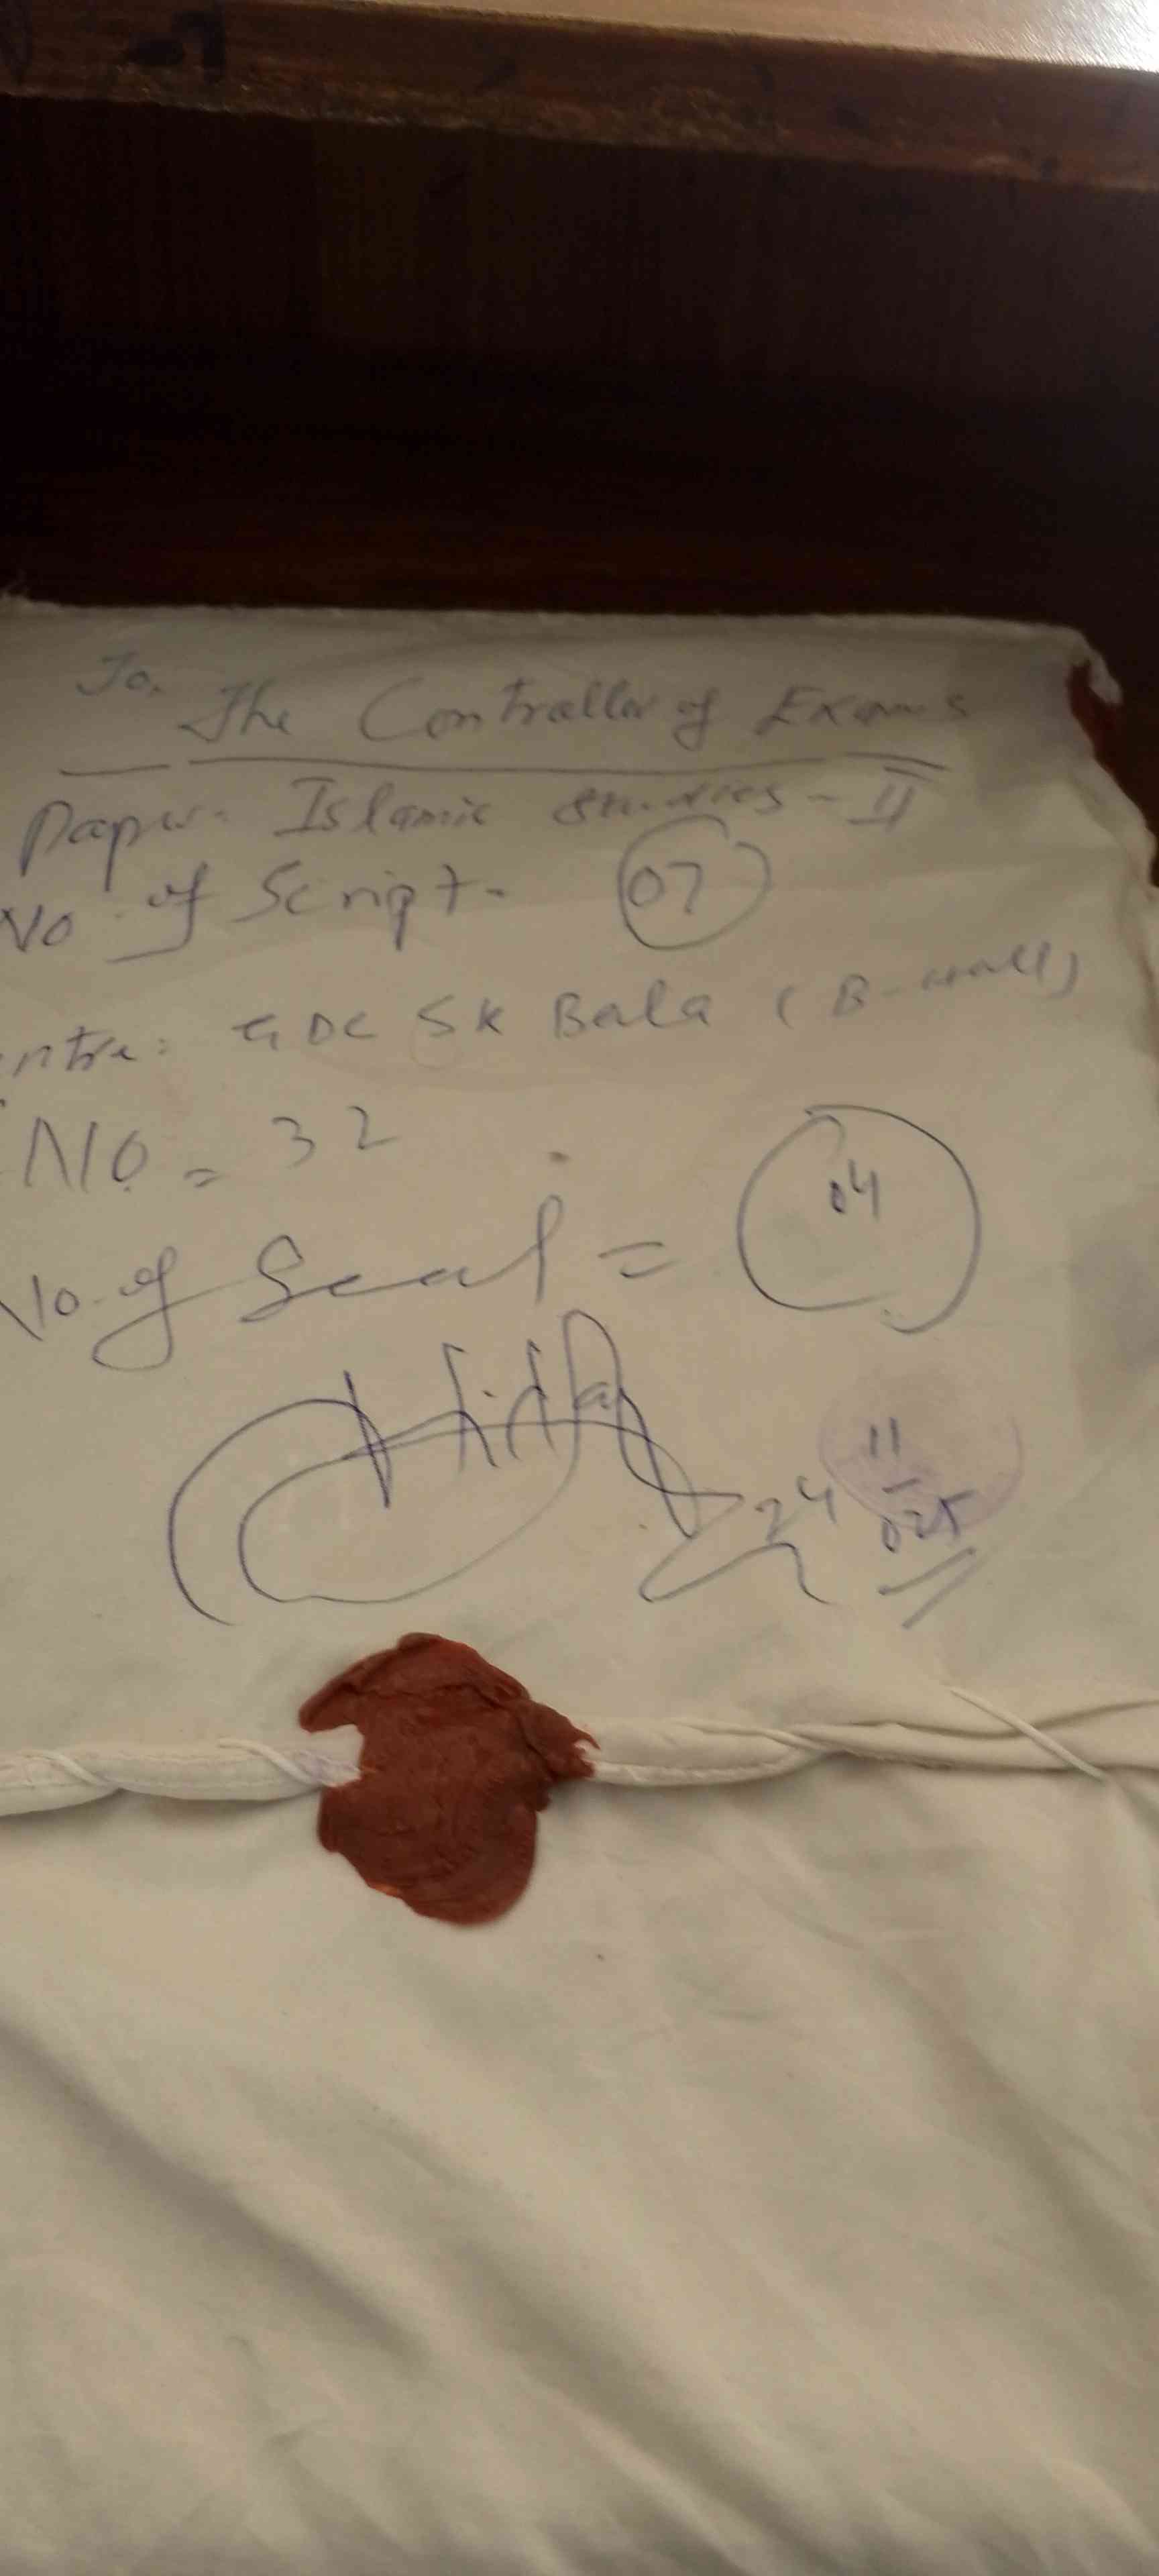 To,
The Controller of Exams
Paper- Islamic Studies - II
No. of Script- 07
entre: GDC SK Bala (B-Hall)
NO = 32
No. of Seal = 04
24 11
025